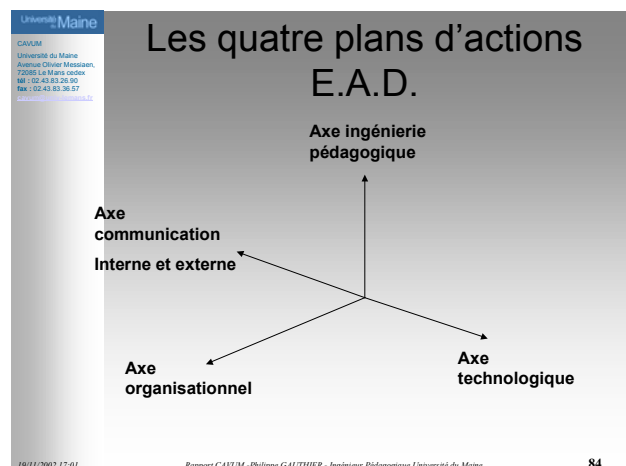 Université du Maine
CAVUM
Université du Maine
Avenue Olivier Messiaen,
72085 Le Mans cedex
tél : 02.43.83.26.90
fax : 02.43.83.36.57
Les quatre plans d'actions
E.A.D.
Axe ingénierie
pédagogique
Axe
communication
Interne et externe
Axe
organisationnel
Axe
technologique
19/11/2002 17:01
Rapport CAVUM -Philippe GAUTHIER - Ingénieur Pédagogique Université du Maine
84